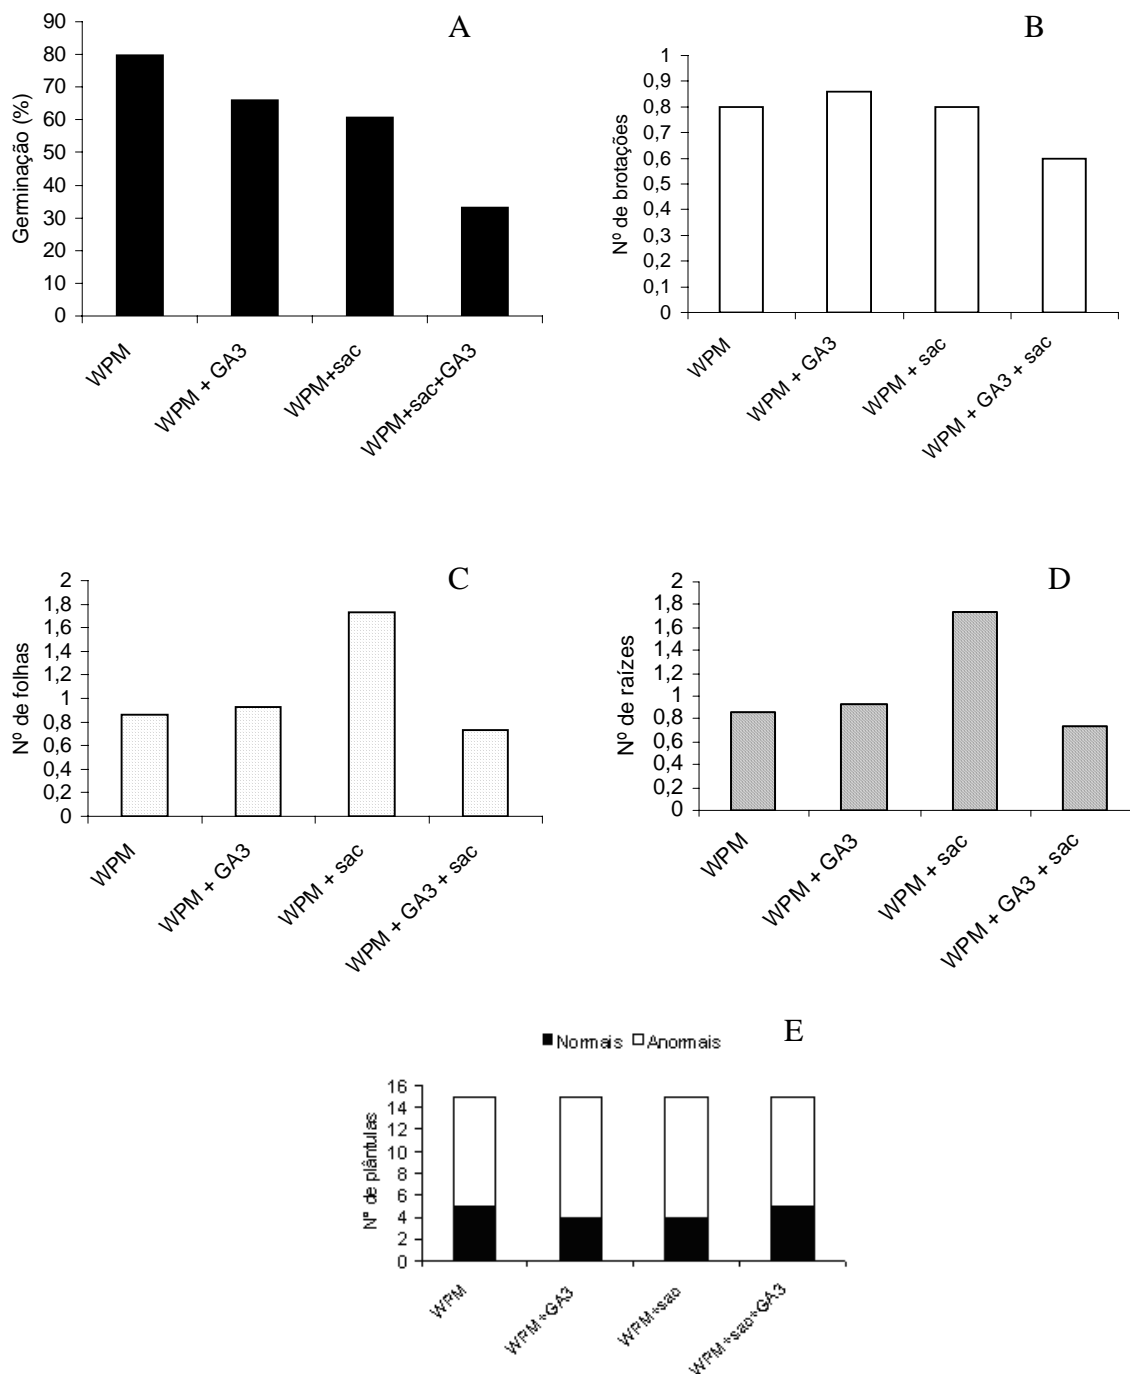 A
Germinação (%)
90
80
70
60
50
40
30
20
10
0
WPM
WPM + GA3
WPM+sac
WPM+sac+GA3
B
Nº de brotações
1
0,9
0,8
0,7
0,6
0,5
0,4
0,3
0,2
0,1
0
WPM
WPM + GA3
WPM + sac
WPM + GA3 + sac
C
Nº de folhas
2
1,8
1,6
1,4
1,2
1
0,8
0,6
0,4
0,2
0
WPM
WPM + GA3
WPM + sac
WPM + GA3 + sac
D
Nº de raízes
2
1,8
1,6
1,4
1,2
1
0,8
0,6
0,4
0,2
0
WPM
WPM + GA3
WPM + sac
WPM + GA3 + sac
E
Normais Anormais
Nº de plântulas
16
14
12
10
8
6
4
2
0
WPM
WPM+GA3
WPM+sac
WPM+sac+GA3